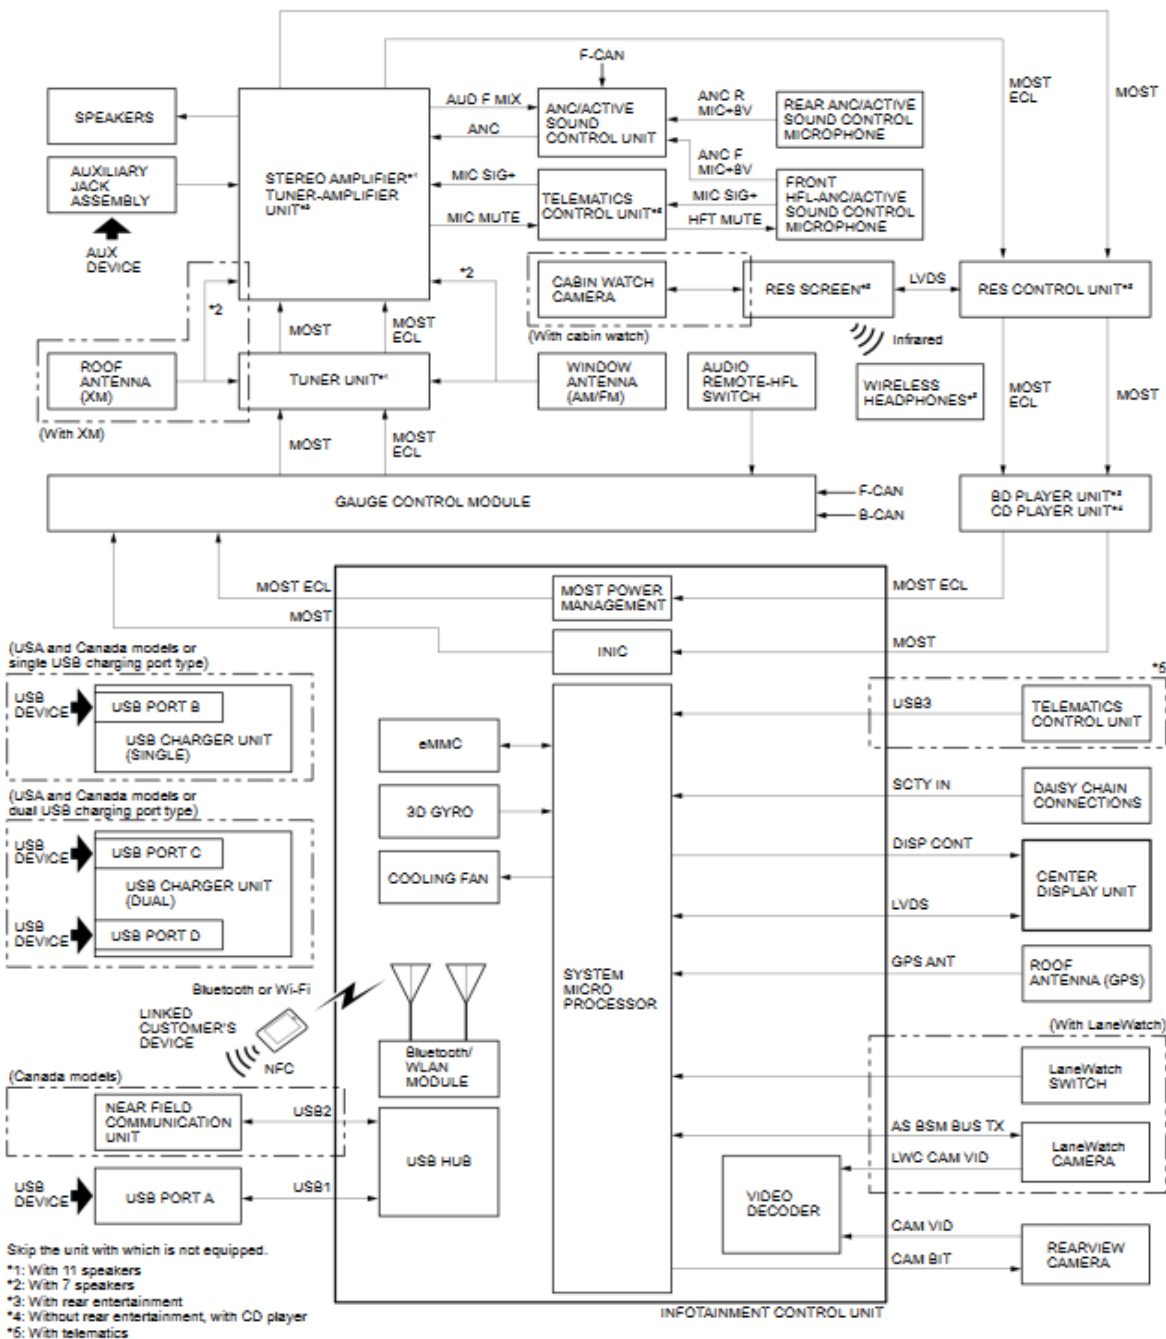 F-CAN
MOST
ECL
MOST
SPEAKERS
AUD F MIX
ANC
ANC/ACTIVE
SOUND
CONTROL UNIT
ANC R
MIC+8V
REAR ANC/ACTIVE
SOUND CONTROL
MICROPHONE
AUXILIARY
JACK
ASSEMBLY
AUX
DEVICE
STEREO AMPLIFIER*1
TUNER-AMPLIFIER
UNIT*2
MIC SIG+
MIC MUTE
TELEMATICS
CONTROL UNIT*5
ANC F
MIC+8V
MIC SIG+
HFT MUTE
FRONT
HFL-ANC/ACTIVE
SOUND CONTROL
MICROPHONE
*2
*2
CABIN WATCH
CAMERA
(With cabin watch)
RES SCREEN*3
LVDS
RES CONTROL UNIT*3
Infrared
MOST
MOST
ECL
ROOF
ANTENNA
(XM)
(With XM)
TUNER UNIT*1
WINDOW
ANTENNA
(AM/FM)
AUDIO
REMOTE-HFL
SWITCH
WIRELESS
HEADPHONES*3
MOST
ECL
MOST
MOST
MOST
ECL
GAUGE CONTROL MODULE
F-CAN
B-CAN
BD PLAYER UNIT*3
CD PLAYER UNIT*4
MOST ECL
MOST
MOST POWER
MANAGEMENT
INIC
MOST ECL
MOST
(USA and Canada models or
single USB charging port type)
USB
DEVICE
USB PORT B
USB CHARGER UNIT
(SINGLE)
eMMC
3D GYRO
COOLING FAN
*5
USB3
TELEMATICS
CONTROL UNIT
SCTY IN
DAISY CHAIN
CONNECTIONS
(USA and Canada models or
dual USB charging port type)
USB
DEVICE
USB PORT C
USB CHARGER UNIT
(DUAL)
USB
DEVICE
USB PORT D
DISP CONT
LVDS
CENTER
DISPLAY UNIT
SYSTEM
MICRO
PROCESSOR
GPS ANT
ROOF
ANTENNA (GPS)
Bluetooth or Wi-Fi
LINKED
CUSTOMER'S
DEVICE
NFC
Bluetooth/
WLAN
MODULE
(With LaneWatch)
LaneWatch
SWITCH
(Canada models)
NEAR FIELD
COMMUNICATION
UNIT
USB2
USB HUB
AS BSM BUS TX
LWC CAM VID
LaneWatch
CAMERA
USB
DEVICE
USB PORT A
USB1
VIDEO
DECODER
CAM VID
CAM BIT
REARVIEW
CAMERA
INFOTAINMENT CONTROL UNIT
Skip the unit with which is not equipped.
*1: With 11 speakers
*2: With 7 speakers
*3: With rear entertainment
*4: Without rear entertainment, with CD player
*5: With telematics